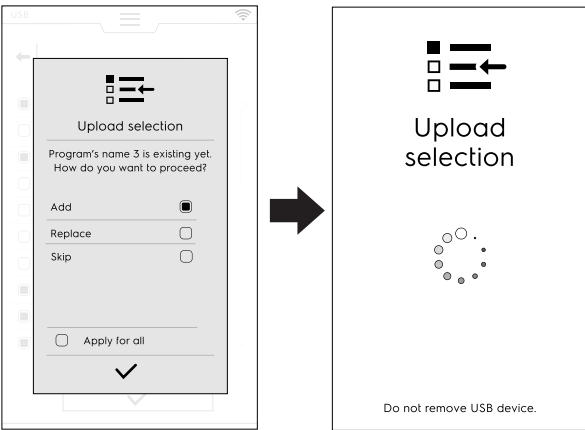 USB
Upload selection
Program's name 3 is existing yet.
How do you want to proceed?
Add
Replace
Skip
Apply for all
Upload
selection
Do not remove USB device.